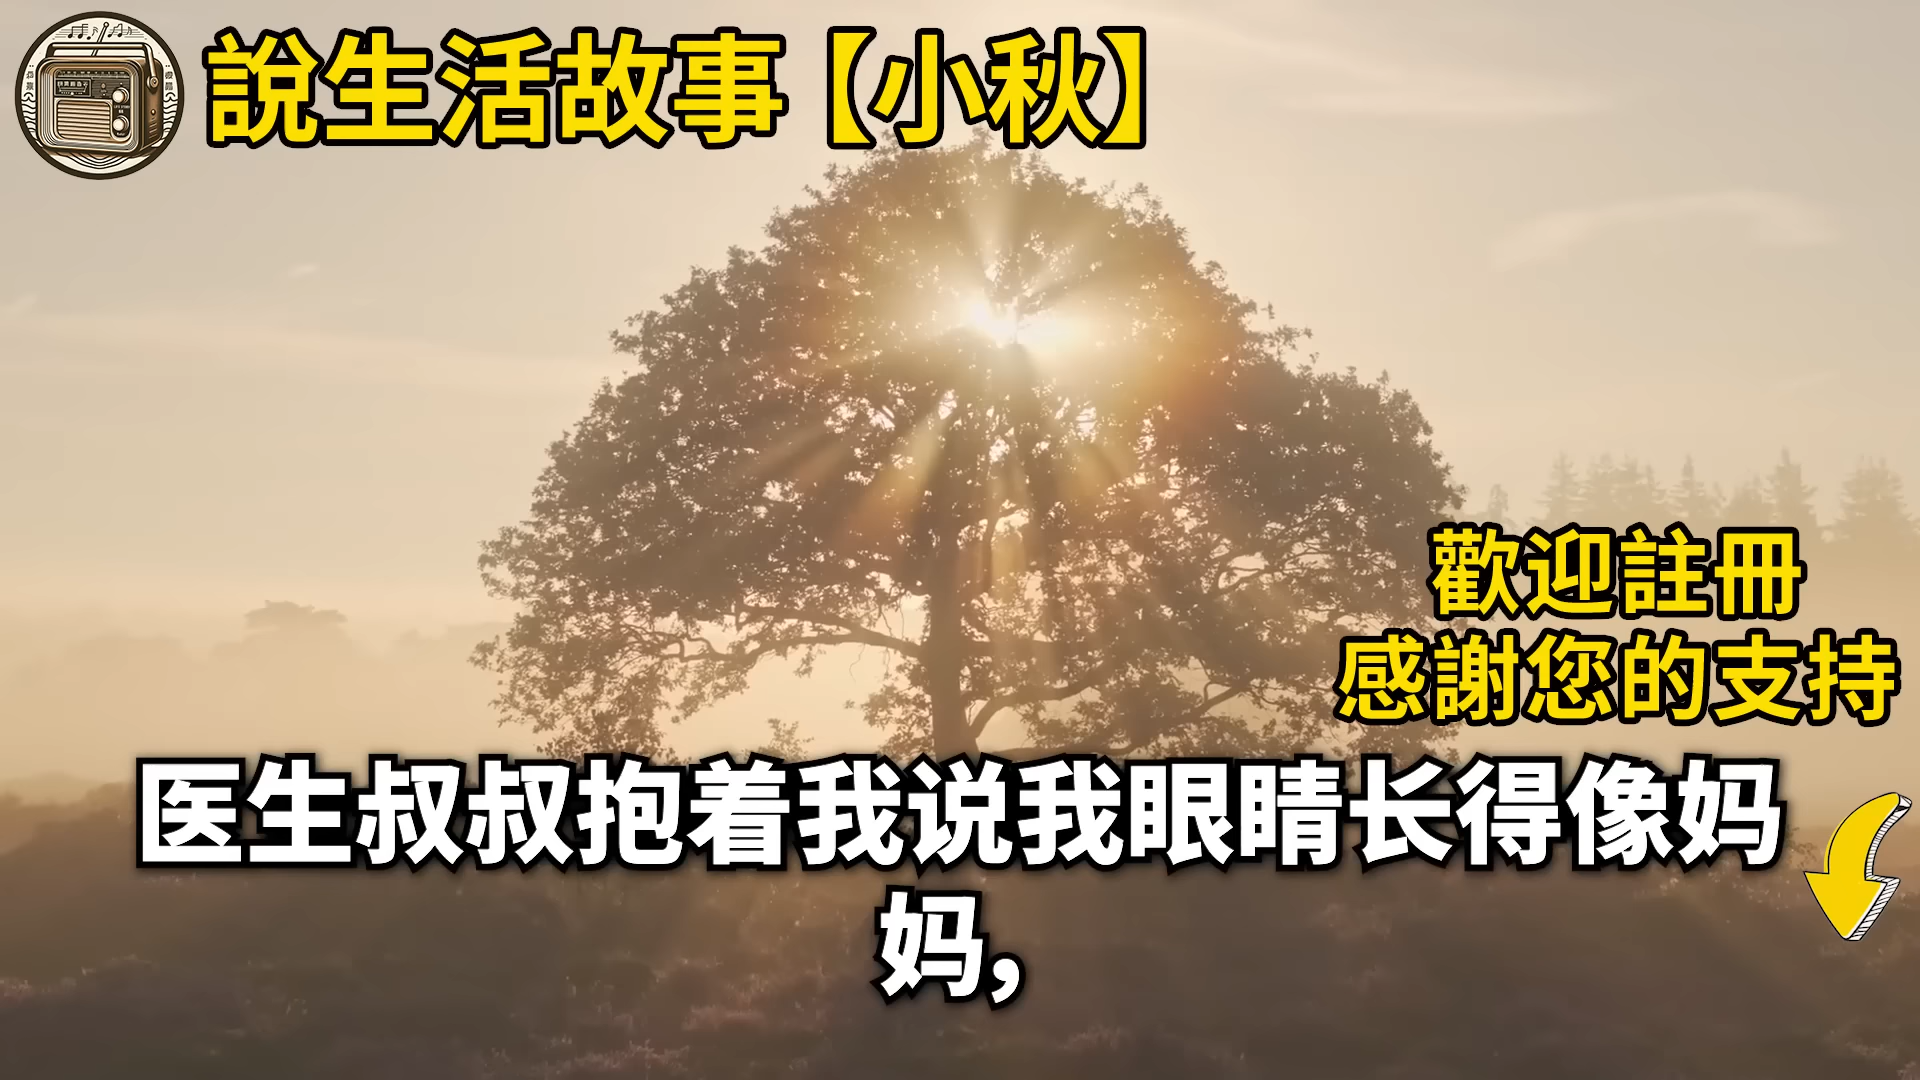 說生活故事【小秋】
歡迎註冊
感謝您的支持
医生叔叔抱着我说我眼睛长得像妈
妈,